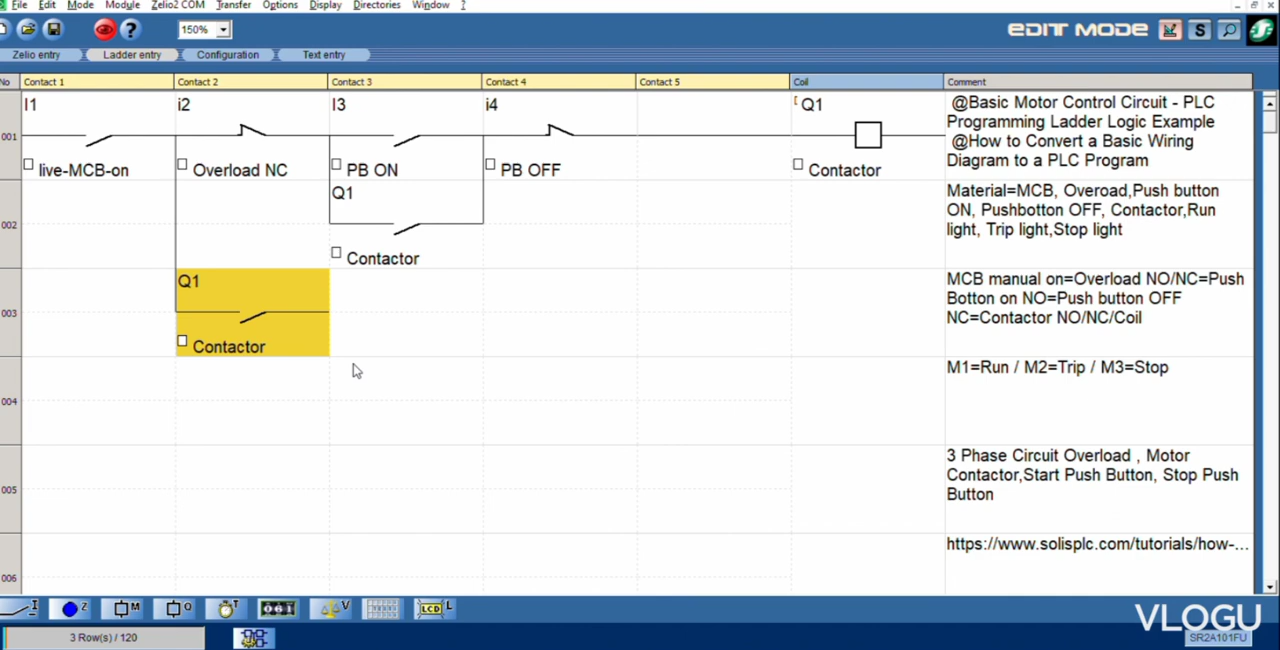 File Edit Mode Module Zelio2 COM Transfer Options Display Directories Window ?
150% EDIT MODE S
Zelio entry Ladder entry Configuration Text entry
No Contact 1 Contact 2 Contact 3 Contact 4 Contact 5 Coil Comment
I1 i2 I3 i4 [ Q1
001
live-MCB-on Overload NC PB ON PB OFF Contactor
@Basic Motor Control Circuit - PLC
Programming Ladder Logic Example
@How to Convert a Basic Wiring
Diagram to a PLC Program
Q1
002
Contactor
Material=MCB, Overoad,Push button
ON, Pushbotton OFF, Contactor,Run
light, Trip light,Stop light
Q1
003
Contactor
MCB manual on=Overload NO/NC=Push
Botton on NO=Push button OFF
NC=Contactor NO/NC/Coil
004
M1=Run / M2=Trip / M3=Stop
005
3 Phase Circuit Overload , Motor
Contactor,Start Push Button, Stop Push
Button
006
https://www.solisplc.com/tutorials/how-...
I Z M Q T V LCD L
VLOGU
3 Row(s) / 120
SR2A101FU